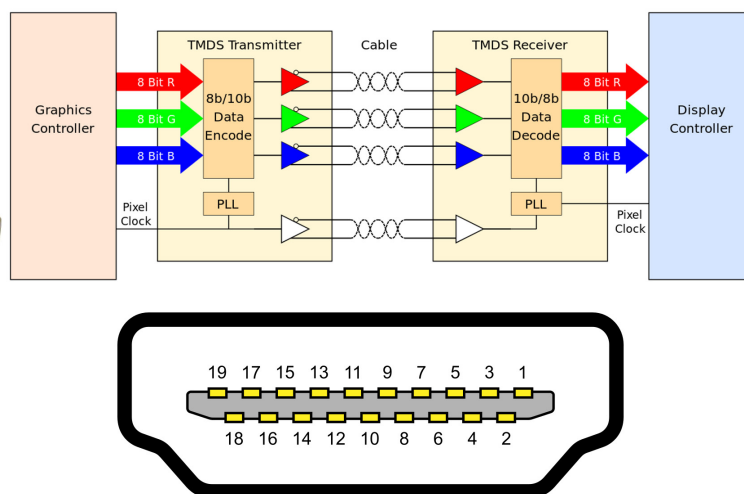 TMDS Transmitter
Cable
TMDS Receiver
Graphics
Controller
8 Bit R
8 Bit G
8 Bit B
8b/10b
Data
Encode
PLL
Pixel
Clock
10b/8b
Data
Decode
PLL
8 Bit R
8 Bit G
8 Bit B
Pixel
Clock
Display
Controller
19 17 15 13 11 9 7 5 3 1
18 16 14 12 10 8 6 4 2